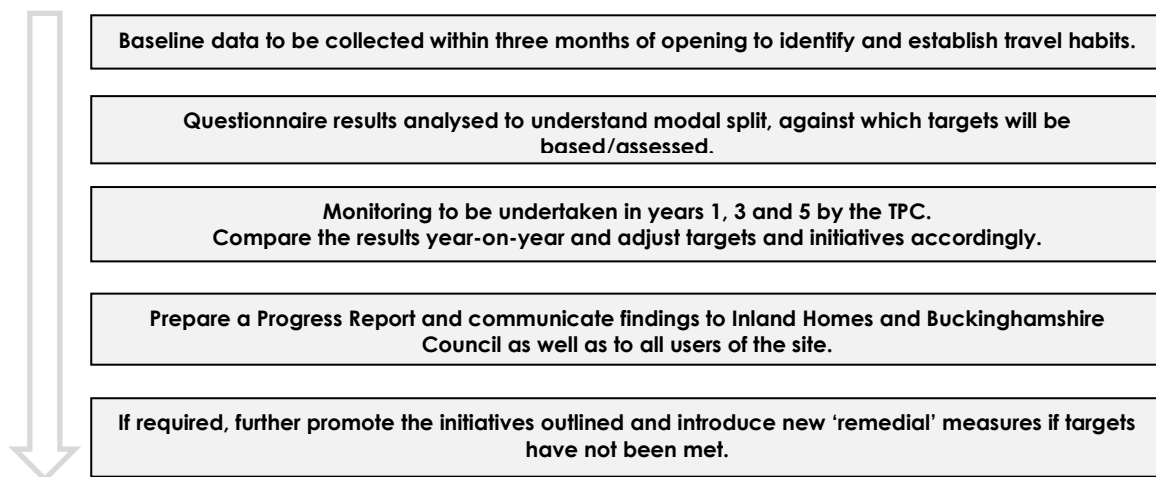 Baseline data to be collected within three months of opening to identify and establish travel habits.
Questionnaire results analysed to understand modal split, against which targets will be
based/assessed.
Monitoring to be undertaken in years 1, 3 and 5 by the TPC.
Compare the results year-on-year and adjust targets and initiatives accordingly.
Prepare a Progress Report and communicate findings to Inland Homes and Buckinghamshire
Council as well as to all users of the site.
If required, further promote the initiatives outlined and introduce new ‘remedial’ measures if targets
have not been met.